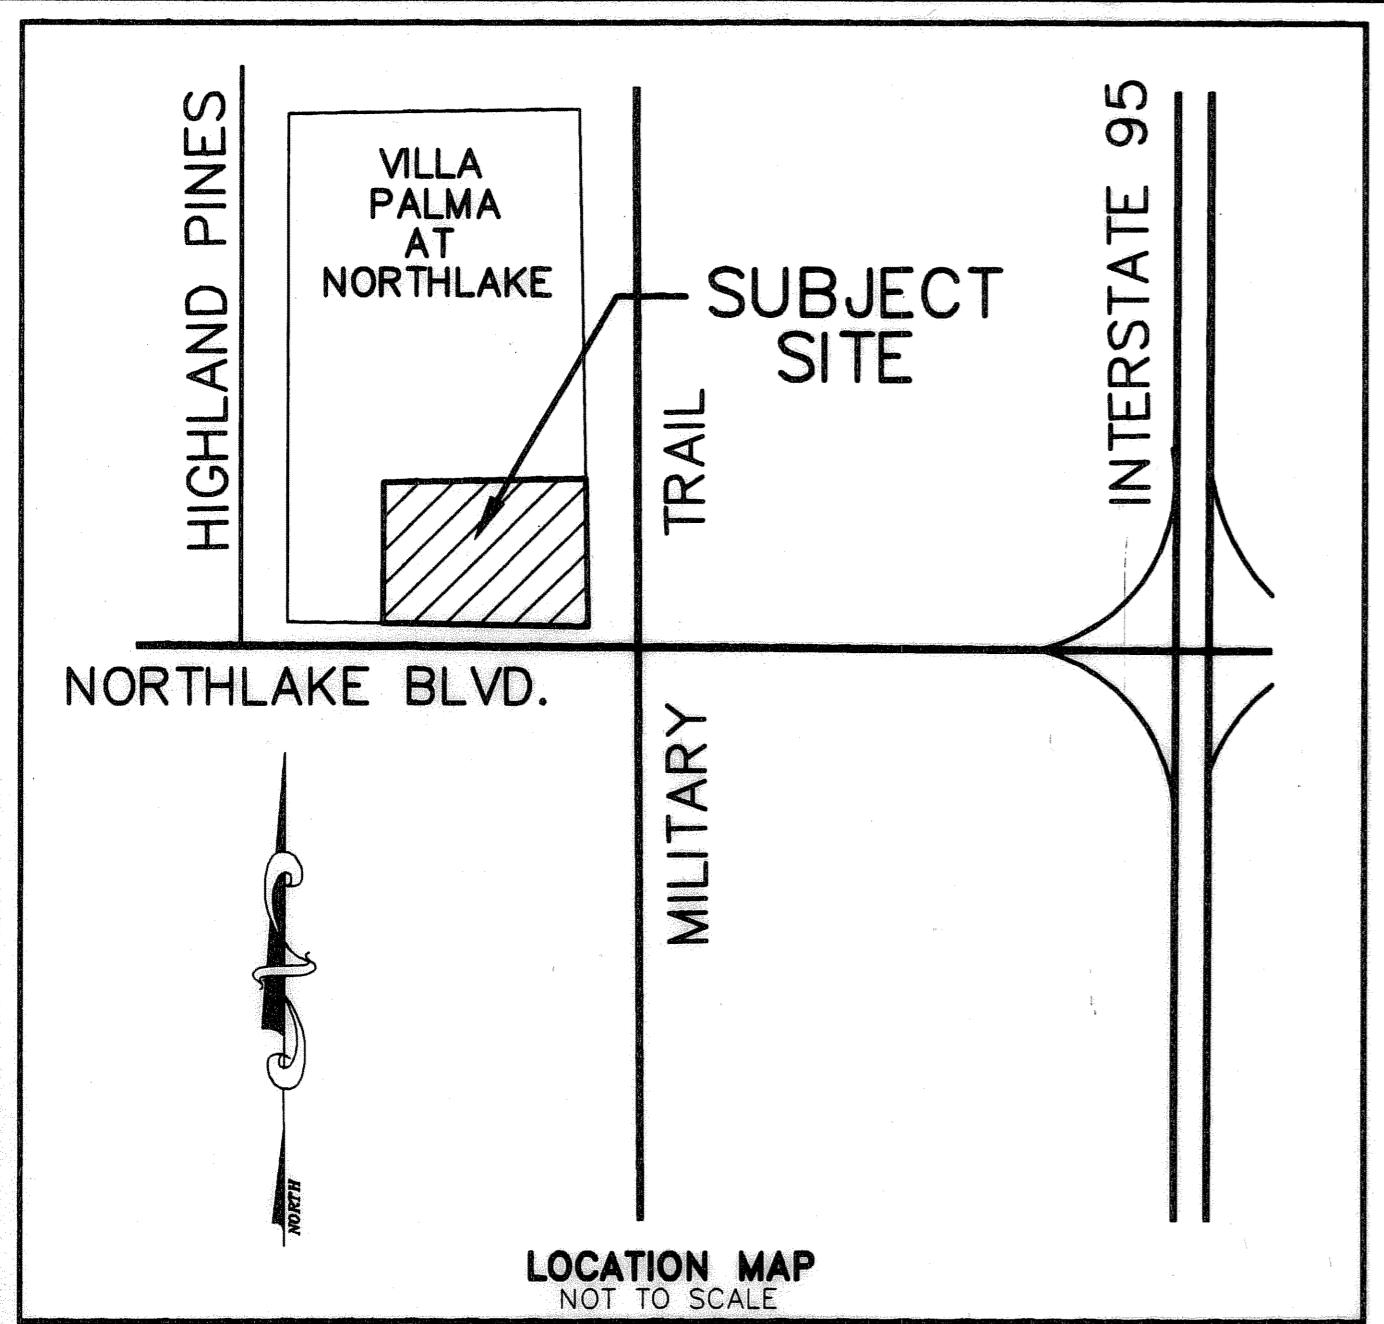 HIGHLAND PINES
VILLA
PALMA
AT
NORTHLAKE
SUBJECT
SITE
INTERSTATE 95
TRAIL
NORTHLAKE BLVD.
MILITARY
NORTH
LOCATION MAP
NOT TO SCALE